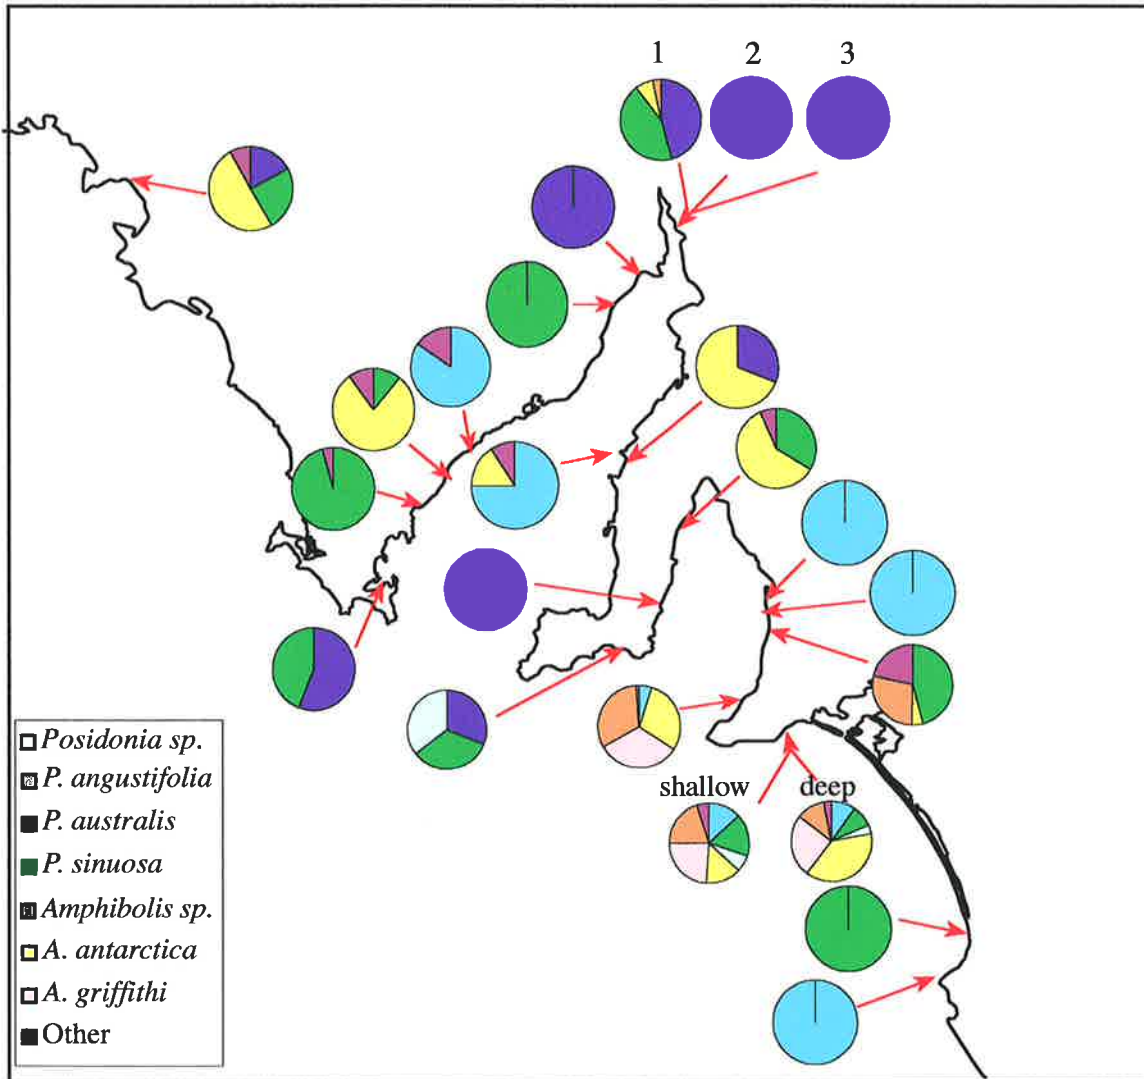 1 2 3
shallow deep
Posidonia sp.
P. angustifolia
P. australis
P. sinuosa
Amphibolis sp.
A. antarctica
A. griffithi
Other